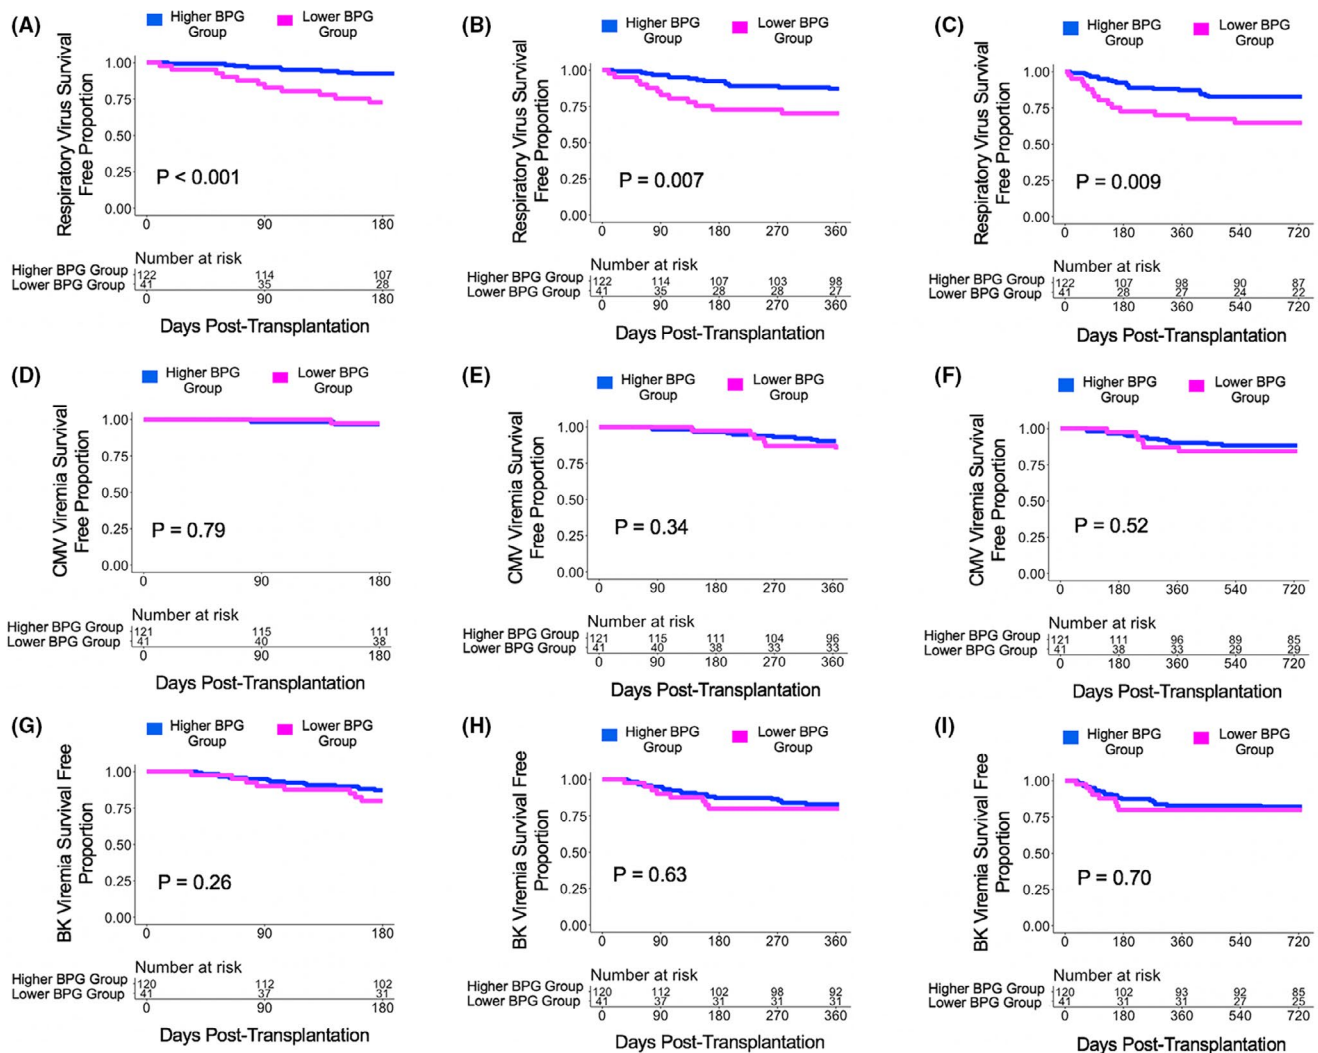 (A)
Higher BPG Group
Lower BPG Group
Respiratory Virus Survival
Free Proportion
1.00
0.75
0.50
0.25
0.00
P < 0.001
0 90 180
Number at risk
Higher BPG Group 122 114 107
Lower BPG Group 41 35 28
0 90 180
Days Post-Transplantation
(B)
Higher BPG Group
Lower BPG Group
Respiratory Virus Survival
Free Proportion
1.00
0.75
0.50
0.25
0.00
P = 0.007
0 90 180 270 360
Number at risk
Higher BPG Group 122 114 107 103 98
Lower BPG Group 41 35 28 28 27
0 90 180 270 360
Days Post-Transplantation
(C)
Higher BPG Group
Lower BPG Group
Respiratory Virus Survival
Free Proportion
1.00
0.75
0.50
0.25
0.00
P = 0.009
0 180 360 540 720
Number at risk
Higher BPG Group 122 107 98 90 87
Lower BPG Group 41 28 27 24 22
0 180 360 540 720
Days Post-Transplantation
(D)
Higher BPG Group
Lower BPG Group
CMV Viremia Survival
Free Proportion
1.00
0.75
0.50
0.25
0.00
P = 0.79
0 90 180
Number at risk
Higher BPG Group 121 115 111
Lower BPG Group 41 40 38
0 90 180
Days Post-Transplantation
(E)
Higher BPG Group
Lower BPG Group
CMV Viremia Survival
Free Proportion
1.00
0.75
0.50
0.25
0.00
P = 0.34
0 90 180 270 360
Number at risk
Higher BPG Group 121 115 111 104 96
Lower BPG Group 41 40 38 33 33
0 90 180 270 360
Days Post-Transplantation
(F)
Higher BPG Group
Lower BPG Group
CMV Viremia Survival
Free Proportion
1.00
0.75
0.50
0.25
0.00
P = 0.52
0 180 360 540 720
Number at risk
Higher BPG Group 121 111 96 89 85
Lower BPG Group 41 38 33 29 29
0 180 360 540 720
Days Post-Transplantation
(G)
Higher BPG Group
Lower BPG Group
BK Viremia Survival Free
Proportion
1.00
0.75
0.50
0.25
0.00
P = 0.26
0 90 180
Number at risk
Higher BPG Group 120 112 102
Lower BPG Group 41 37 31
0 90 180
Days Post-Transplantation
(H)
Higher BPG Group
Lower BPG Group
BK Viremia Survival Free
Proportion
1.00
0.75
0.50
0.25
0.00
P = 0.63
0 90 180 270 360
Number at risk
Higher BPG Group 120 112 102 98 92
Lower BPG Group 41 37 31 31 31
0 90 180 270 360
Days Post-Transplantation
(I)
Higher BPG Group
Lower BPG Group
BK Viremia Survival Free
Proportion
1.00
0.75
0.50
0.25
0.00
P = 0.70
0 180 360 540 720
Number at risk
Higher BPG Group 120 102 93 92 85
Lower BPG Group 41 31 31 27 25
0 180 360 540 720
Days Post-Transplantation